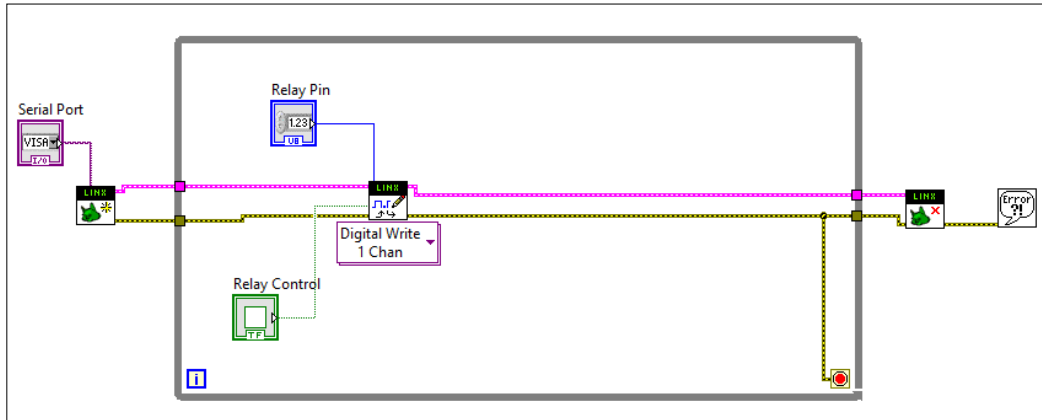 Relay Pin
1.23
U8
Serial Port
VISA
I/O
LINX
LINX
LINX
Error
?!
Digital Write
1 Chan
Relay Control
TF
i